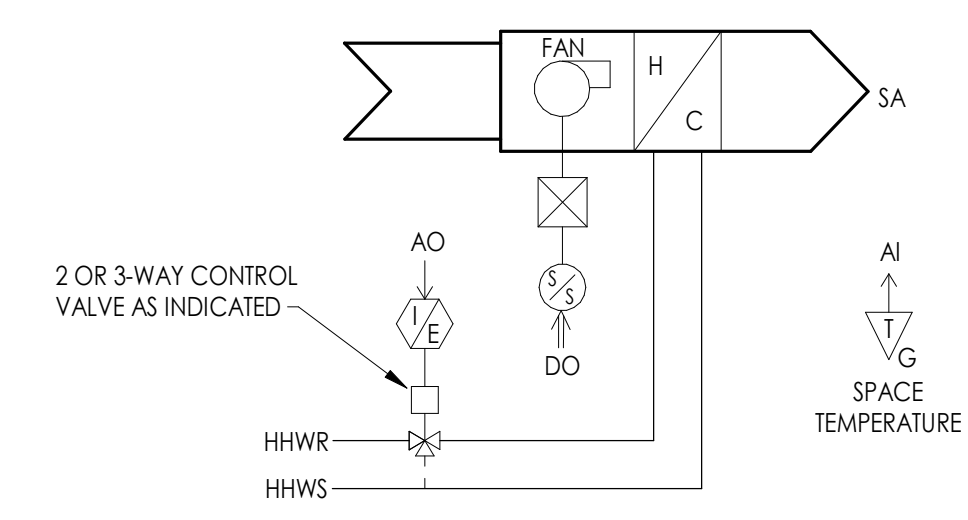 FAN
H
C
SA
AO
2 OR 3-WAY CONTROL
VALVE AS INDICATED
I/E
S/S
DO
AI
T
G
SPACE
TEMPERATURE
HHWR
HHWS